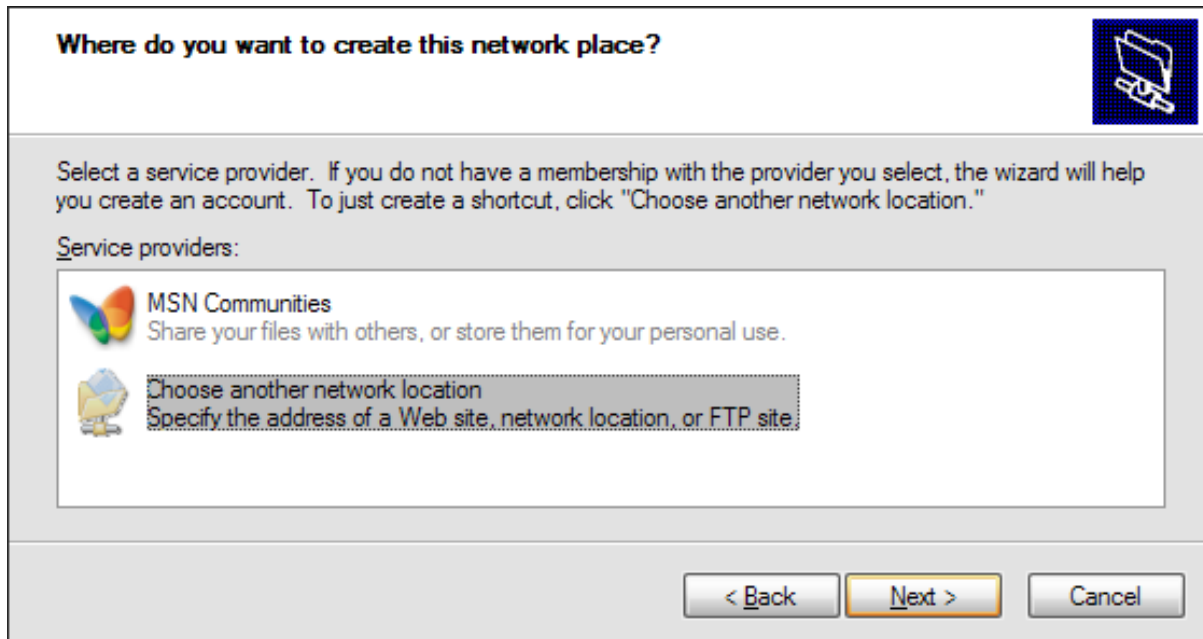 Where do you want to create this network place?
Select a service provider.  If you do not have a membership with the provider you select, the wizard will help
you create an account.  To just create a shortcut, click "Choose another network location."
Service providers:
MSN Communities
Share your files with others, or store them for your personal use.
Choose another network location
Specify the address of a Web site, network location, or FTP site.
< Back Next > Cancel